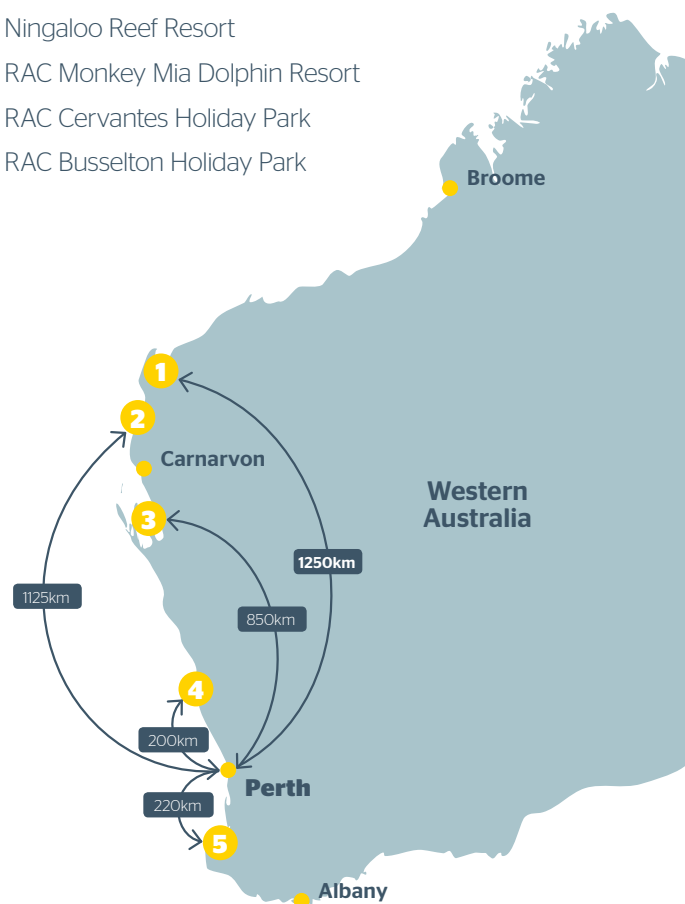 Ningaloo Reef Resort
RAC Monkey Mia Dolphin Resort
RAC Cervantes Holiday Park
RAC Busselton Holiday Park
Broome
1
2
Carnarvon
Western
Australia
3
1250km
1125km
850km
4
200km
Perth
220km
5
Albany